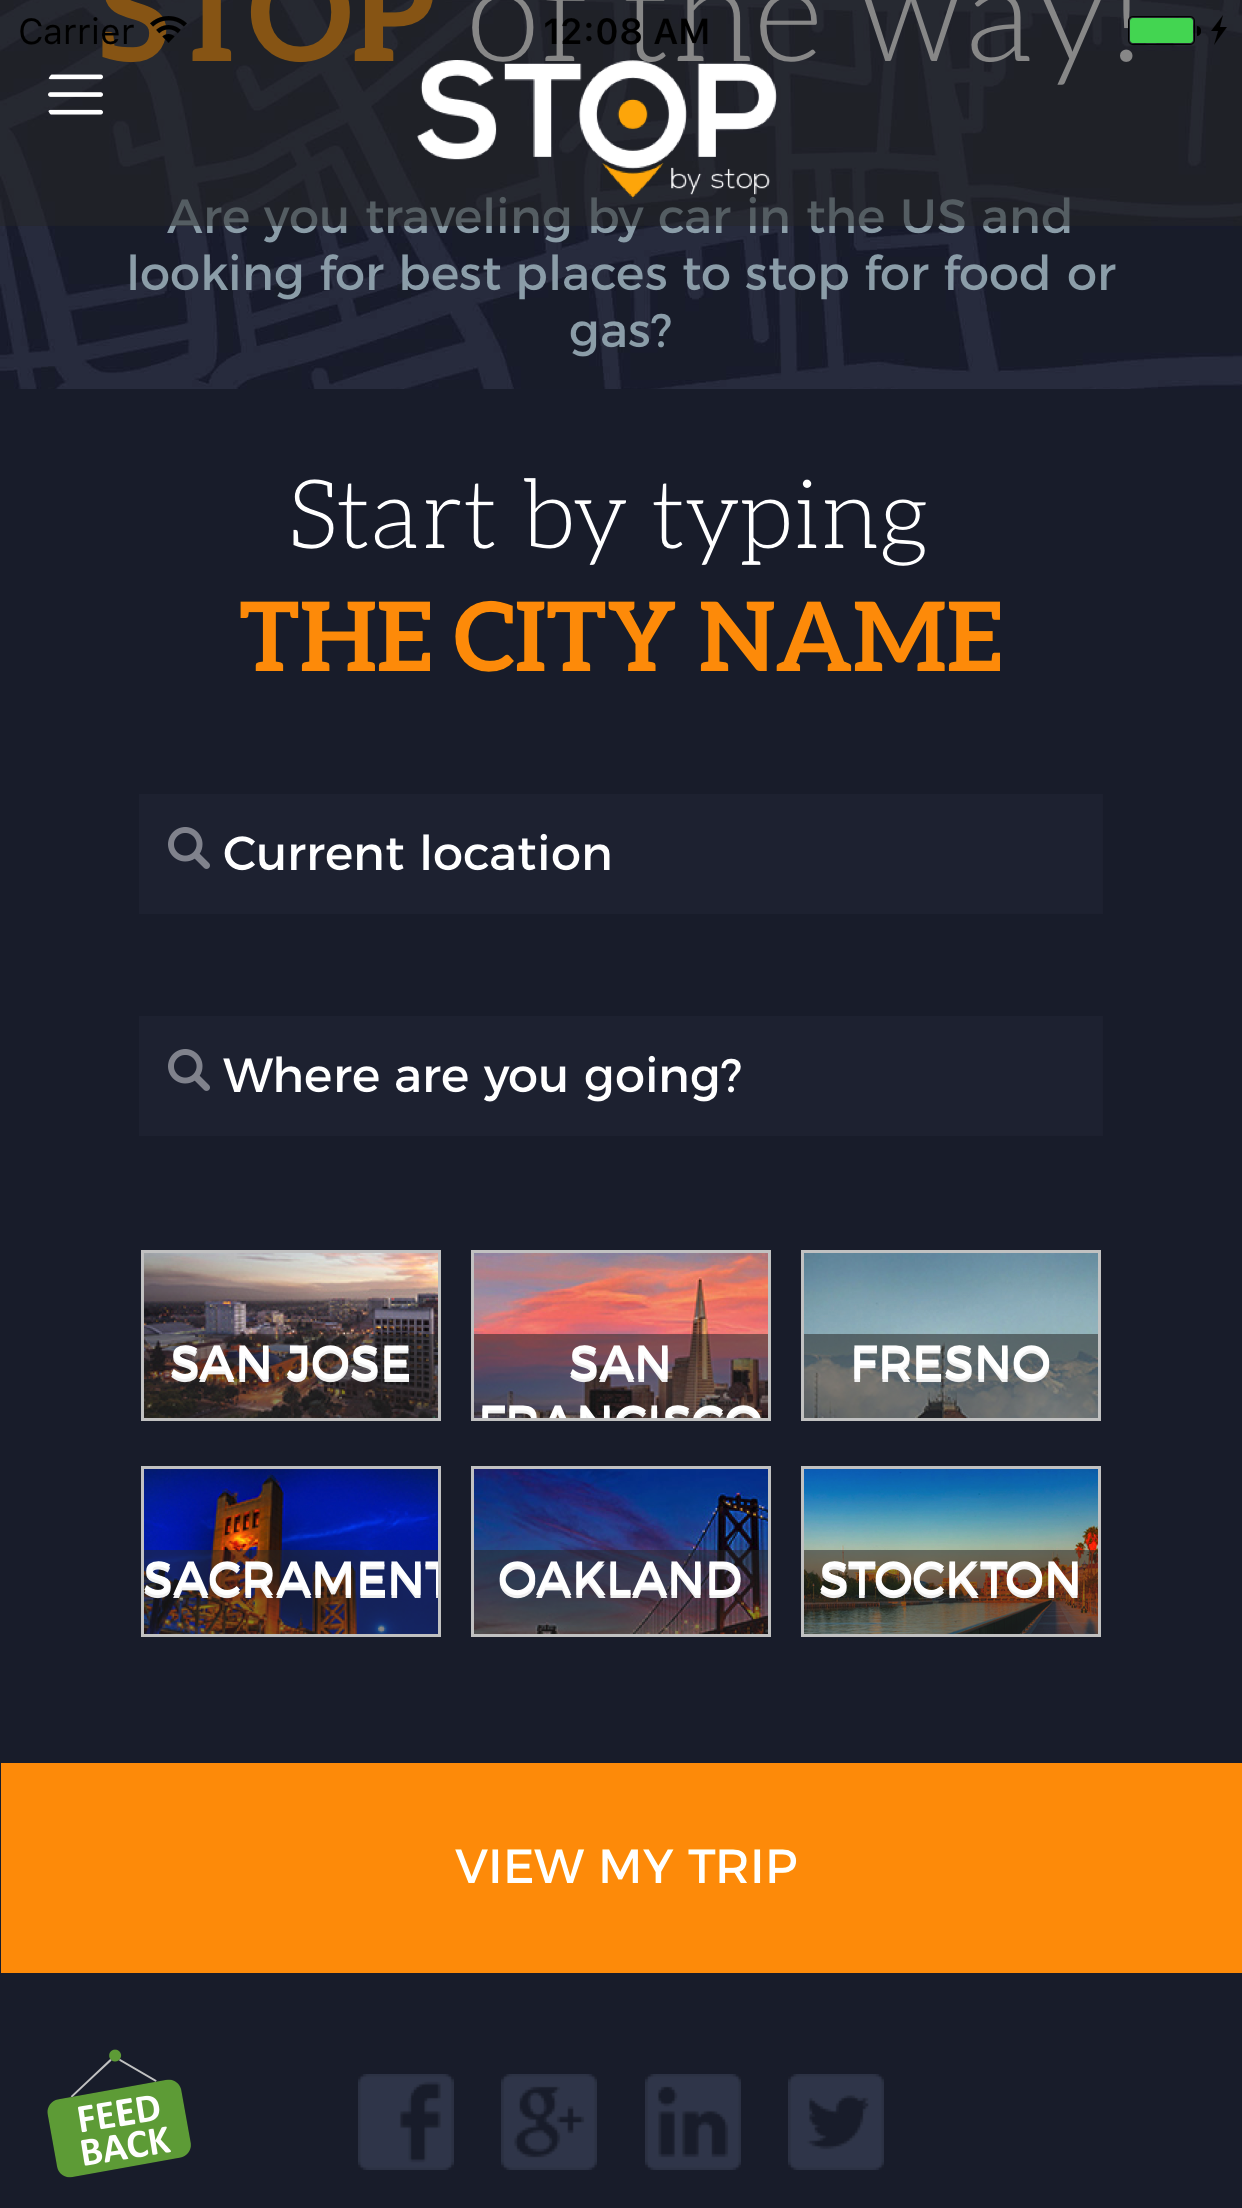 STOP of the way!
Carrier 12:08 AM
STOP
by stop
Are you traveling by car in the US and
looking for best places to stop for food or
gas?
Start by typing
THE CITY NAME
Current location
Where are you going?
SAN JOSE
SAN
FRANCISCO
FRESNO
SACRAMENT
OAKLAND
STOCKTON
VIEW MY TRIP
FEED
BACK
f
g+
in